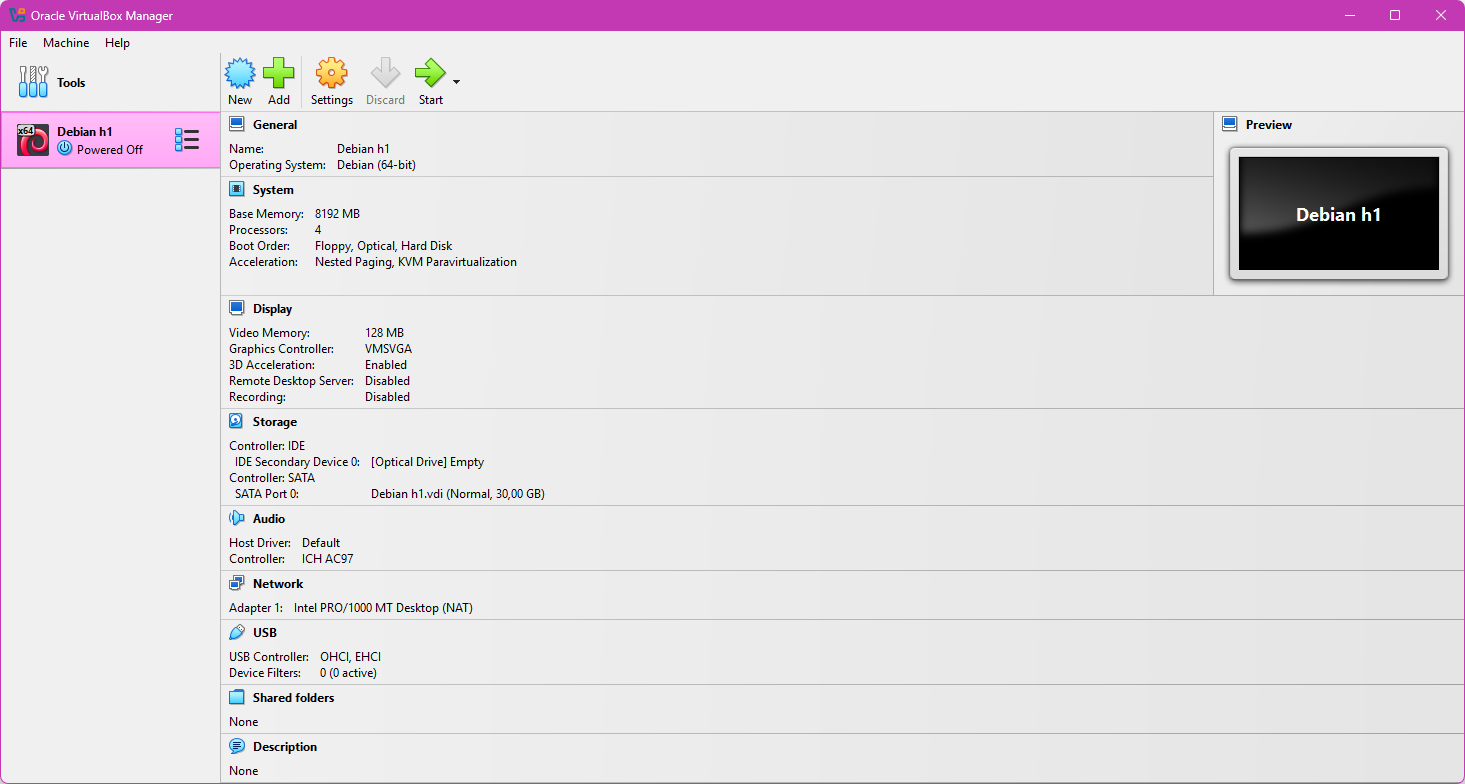 Oracle VirtualBox Manager
File Machine Help
Tools
New Add Settings Discard Start
x64
Debian h1
Powered Off
General
Name: Debian h1
Operating System: Debian (64-bit)
System
Base Memory: 8192 MB
Processors: 4
Boot Order: Floppy, Optical, Hard Disk
Acceleration: Nested Paging, KVM Paravirtualization
Preview
Debian h1
Display
Video Memory: 128 MB
Graphics Controller: VMSVGA
3D Acceleration: Enabled
Remote Desktop Server: Disabled
Recording: Disabled
Storage
Controller: IDE
IDE Secondary Device 0: [Optical Drive] Empty
Controller: SATA
SATA Port 0: Debian h1.vdi (Normal, 30,00 GB)
Audio
Host Driver: Default
Controller: ICH AC97
Network
Adapter 1: Intel PRO/1000 MT Desktop (NAT)
USB
USB Controller: OHCI, EHCI
Device Filters: 0 (0 active)
Shared folders
None
Description
None